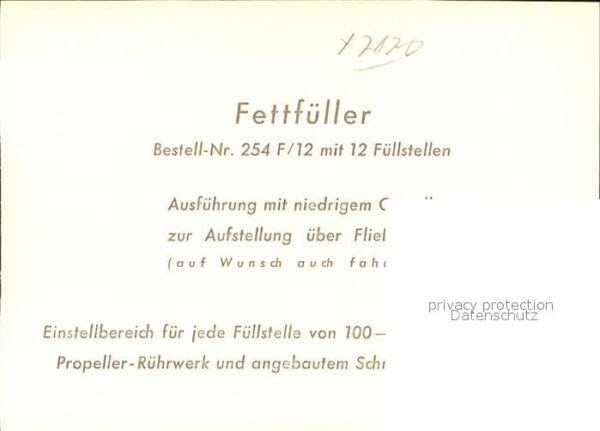 x 7120
Fettfüller
Bestell-Nr. 254 F/12 mit 12 Füllstellen
Ausführung mit niedrigem
zur Aufstellung über
(auf Wunsch auch
privacy protection
Datenschutz
Einstellbereich für jede Füllstelle von 100–
Propeller-Rührwerk und angebautem